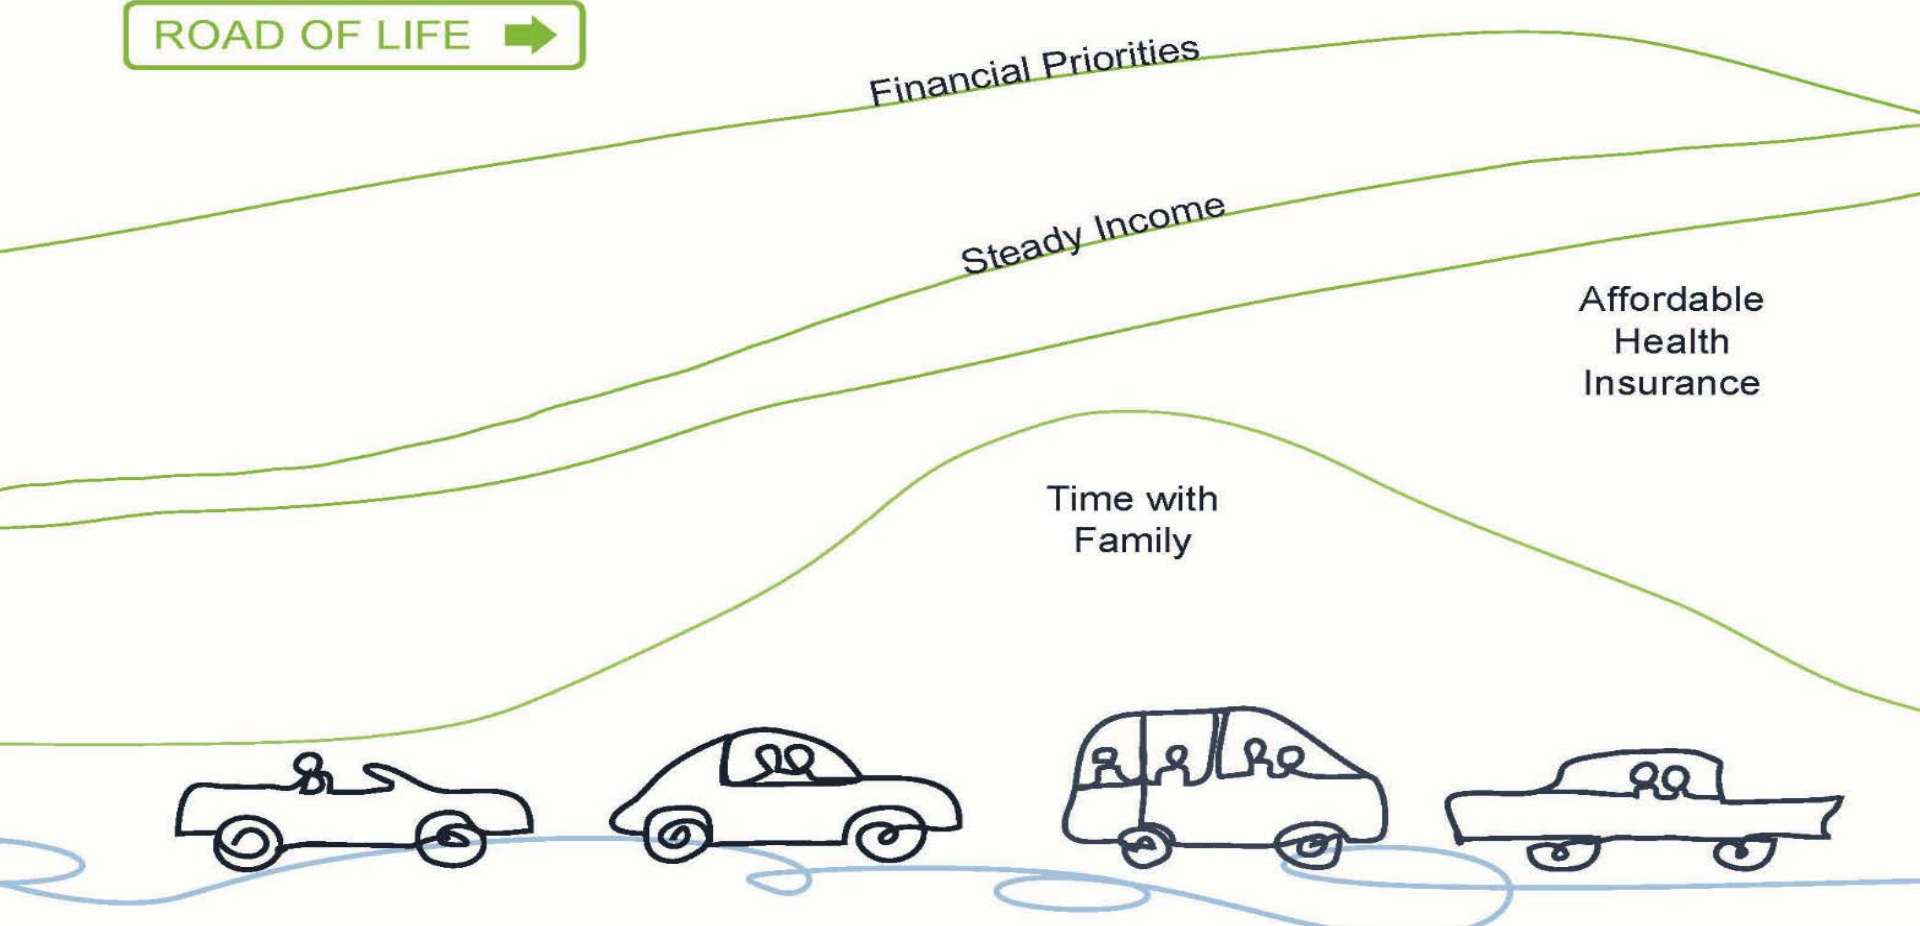 ROAD OF LIFE
Financial Priorities
Steady Income
Affordable
Health
Insurance
Time with
Family